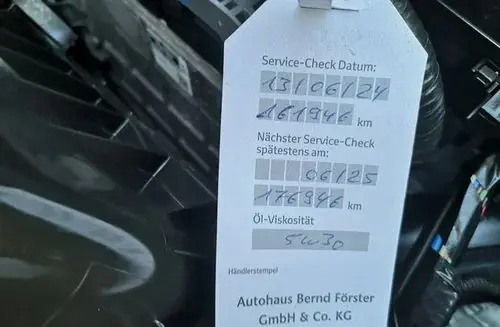 Service-Check Datum:
13/06/24
161946 km
Nächster Service-Check
spätestens am:
06/25
176946 km
Öl-Viskosität
5W30
Händlerstempel
Autohaus Bernd Förster
GmbH & Co. KG